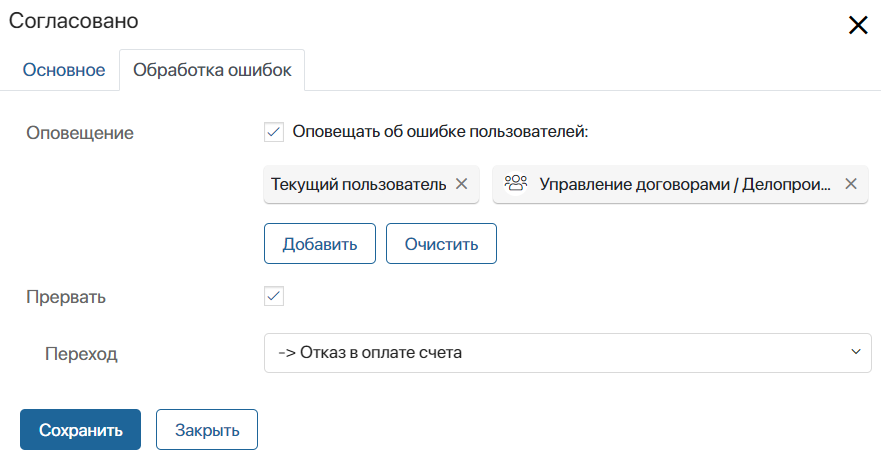 Согласовано
Основное
Обработка ошибок
Оповещение
Оповещать об ошибке пользователей:
Текущий пользователь
Управление договорами / Делопрои...
Добавить
Очистить
Прервать
Переход
-> Отказ в оплате счета
Сохранить
Закрыть